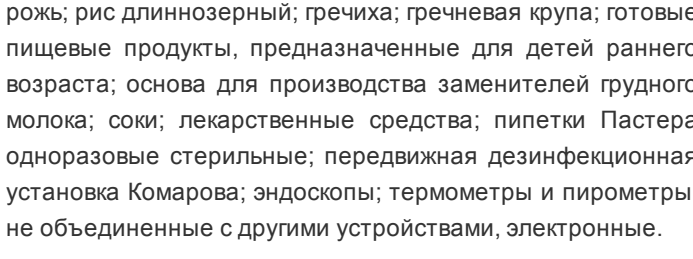 рожь; рис длиннозерный; гречиха; гречневая крупа; готовые
пищевые продукты, предназначенные для детей раннего
возраста; основа для производства заменителей грудного
молока; соки; лекарственные средства; пипетки Пастера
одноразовые стерильные; передвижная дезинфекционная
установка Комарова; эндоскопы; термометры и пирометры
не объединенные с другими устройствами, электронные.